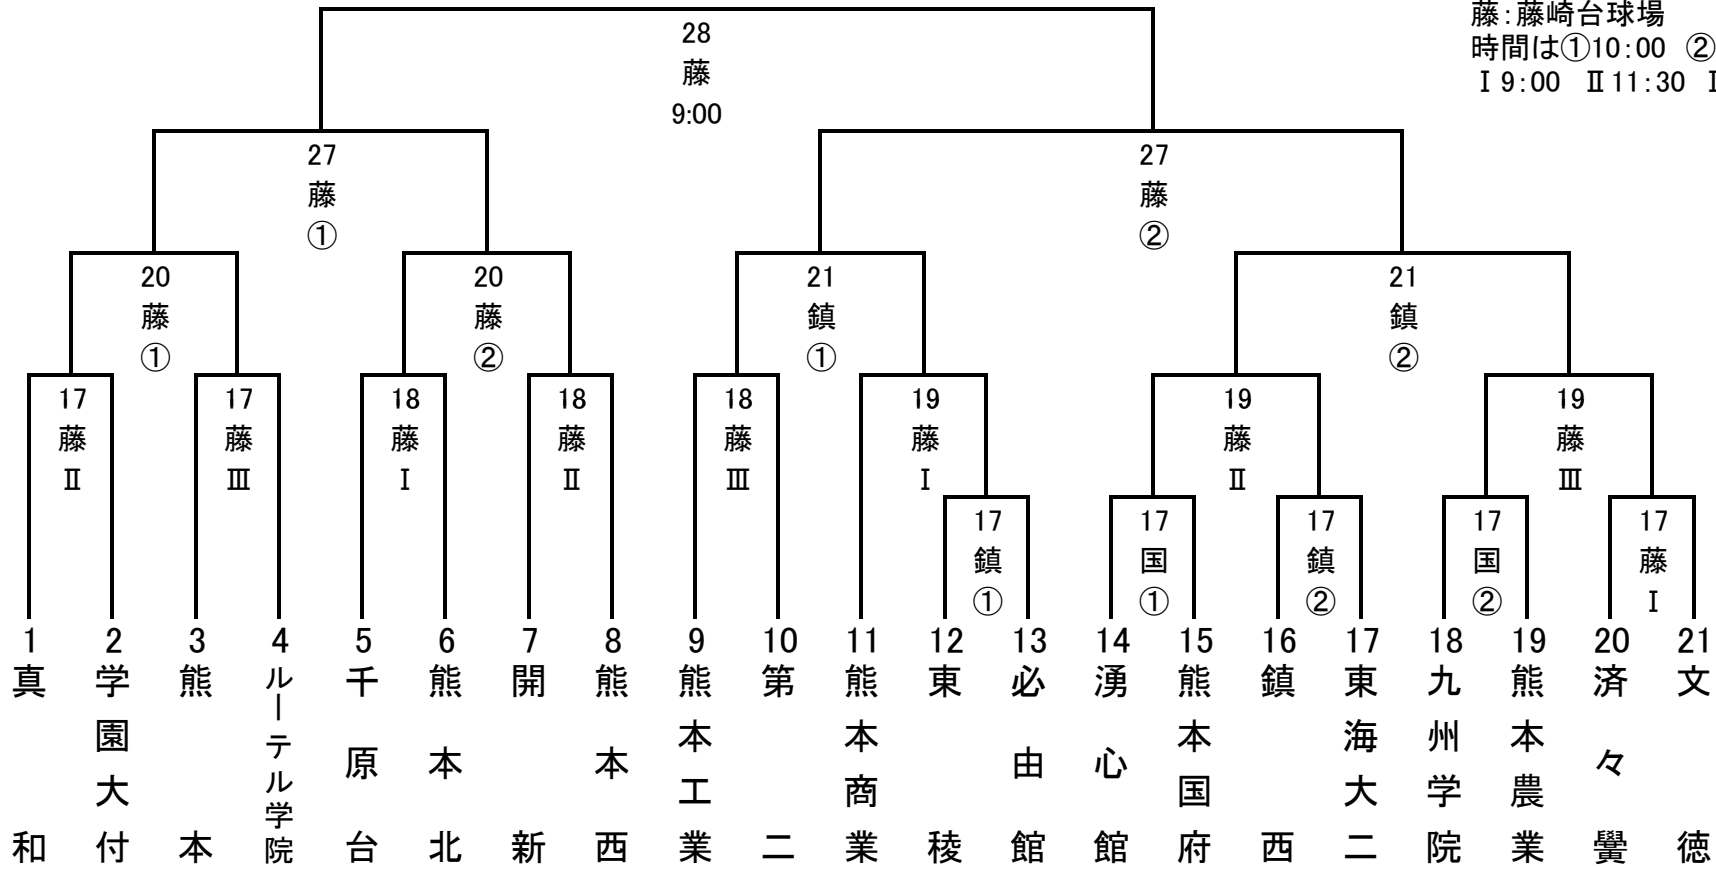 藤：藤崎台球場
時間は①10：00　②
Ⅰ9：00　Ⅱ11：30
28
藤
9:00
27
藤
①
27
藤
②
20
藤
①
20
藤
②
21
鎮
①
21
鎮
②
17
藤
Ⅱ
17
藤
Ⅲ
18
藤
Ⅰ
18
藤
Ⅱ
18
藤
Ⅲ
19
藤
Ⅰ
19
藤
Ⅱ
19
藤
Ⅲ
17
鎮
①
17
国
①
17
鎮
②
17
国
②
17
藤
Ⅰ
1
真和
2
学園大付
3
熊本
4
ルーテル学院
5
千原台
6
熊本北
7
開新
8
熊本西
9
熊本工業
10
第二
11
熊本商業
12
東稜
13
必由館
14
湧心館
15
熊本国府
16
鎮西
17
東海大二
18
九州学院
19
熊本農業
20
済々黌
21
文徳